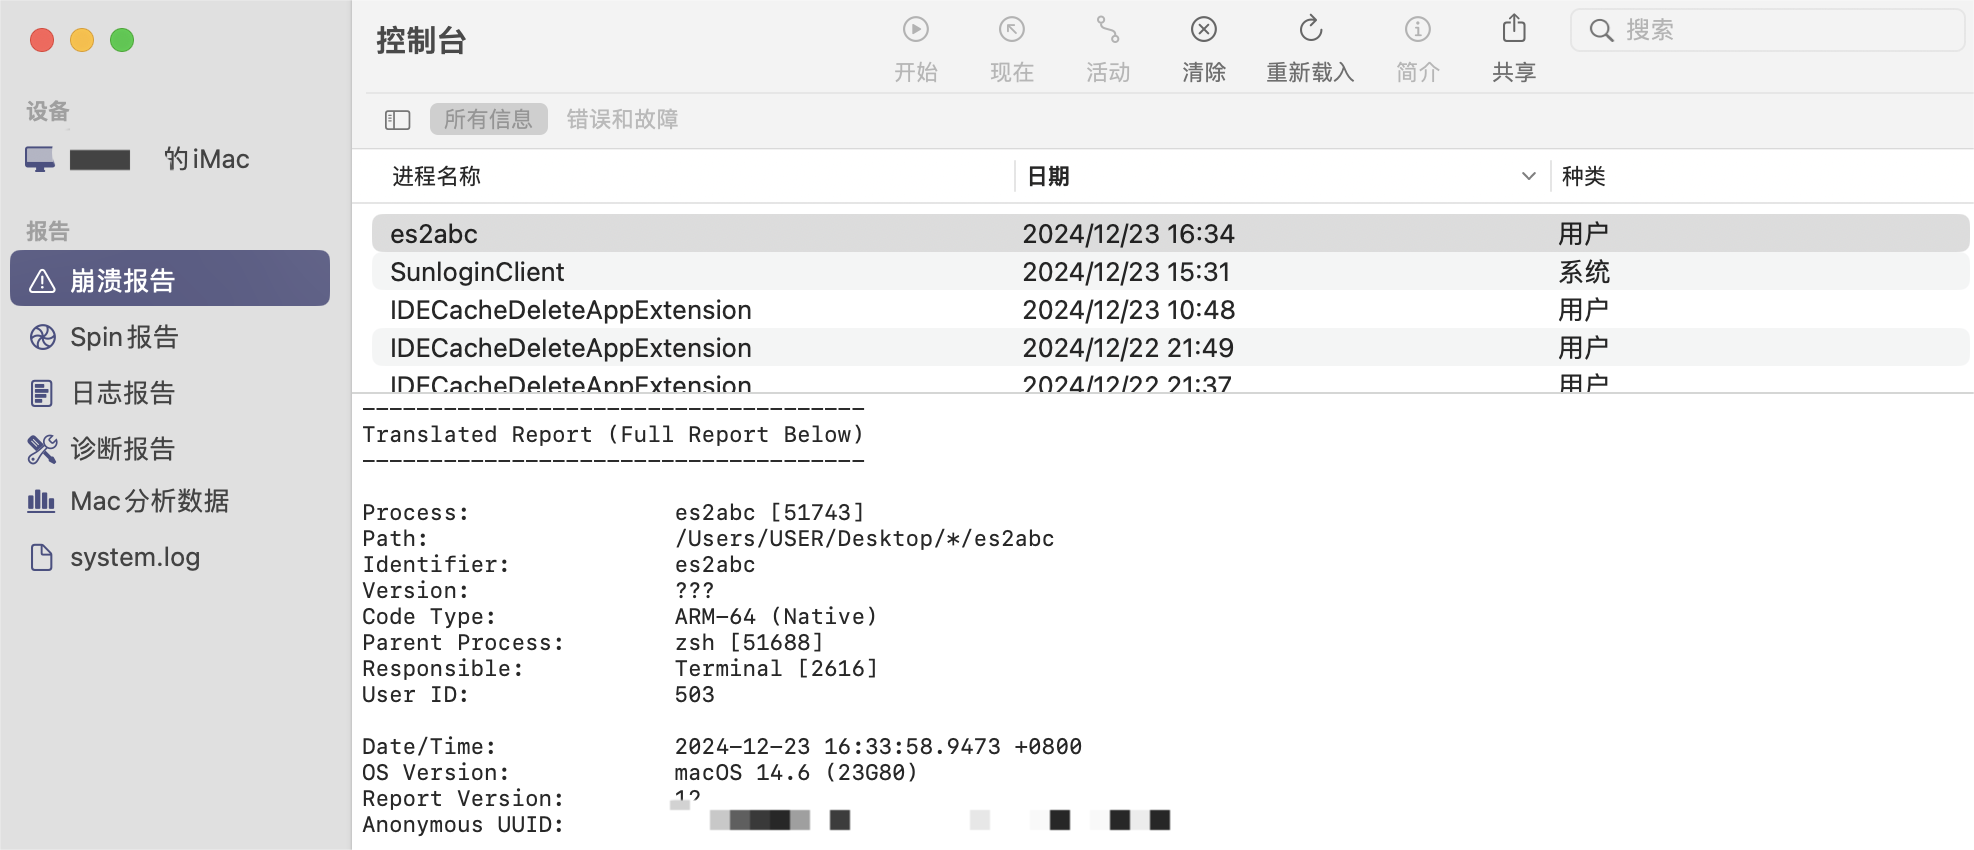 控制台
开始
现在
活动
清除
重新载入
简介
共享
搜索
设备
的iMac
报告
崩溃报告
Spin报告
日志报告
诊断报告
Mac分析数据
system.log
所有信息 错误和故障
进程名称 日期 种类
es2abc 2024/12/23 16:34 用户
SunloginClient 2024/12/23 15:31 系统
IDECacheDeleteAppExtension 2024/12/23 10:48 用户
IDECacheDeleteAppExtension 2024/12/22 21:49 用户
IDECacheDeleteAppExtension 2024/12/22 21:37 用户
-------------------------------------
Translated Report (Full Report Below)
-------------------------------------
Process: es2abc [51743]
Path: /Users/USER/Desktop/*/es2abc
Identifier: es2abc
Version: ???
Code Type: ARM-64 (Native)
Parent Process: zsh [51688]
Responsible: Terminal [2616]
User ID: 503
Date/Time: 2024-12-23 16:33:58.9473 +0800
OS Version: macOS 14.6 (23G80)
Report Version: 12
Anonymous UUID: